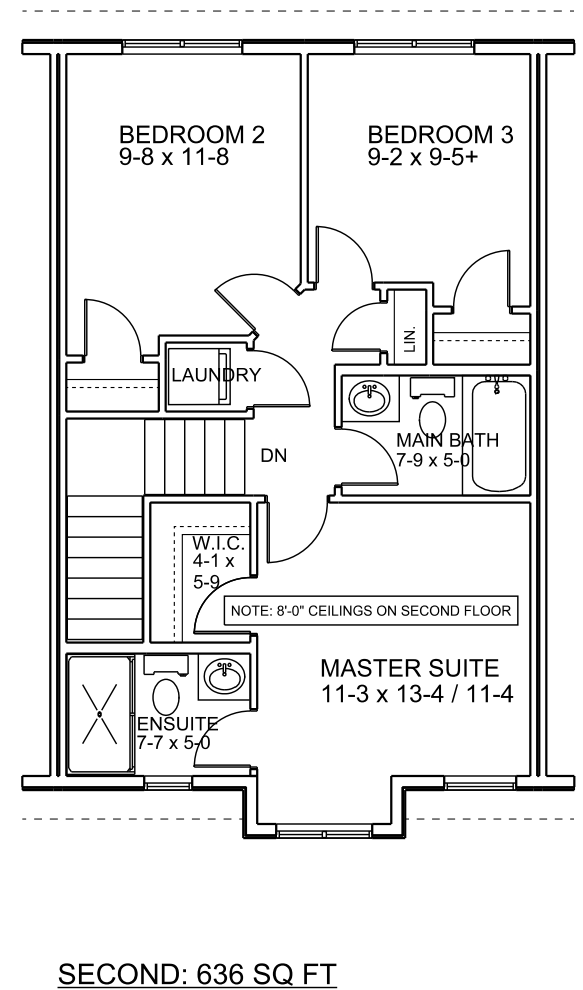 BEDROOM 2
9-8 x 11-8
BEDROOM 3
9-2 x 9-5+
LIN.
LAUNDRY
MAIN BATH
7-9 x 5-0
DN
W.I.C.
4-1 x
5-9
NOTE: 8'-0" CEILINGS ON SECOND FLOOR
MASTER SUITE
11-3 x 13-4 / 11-4
ENSUITE
7-7 x 5-0
SECOND: 636 SQ FT